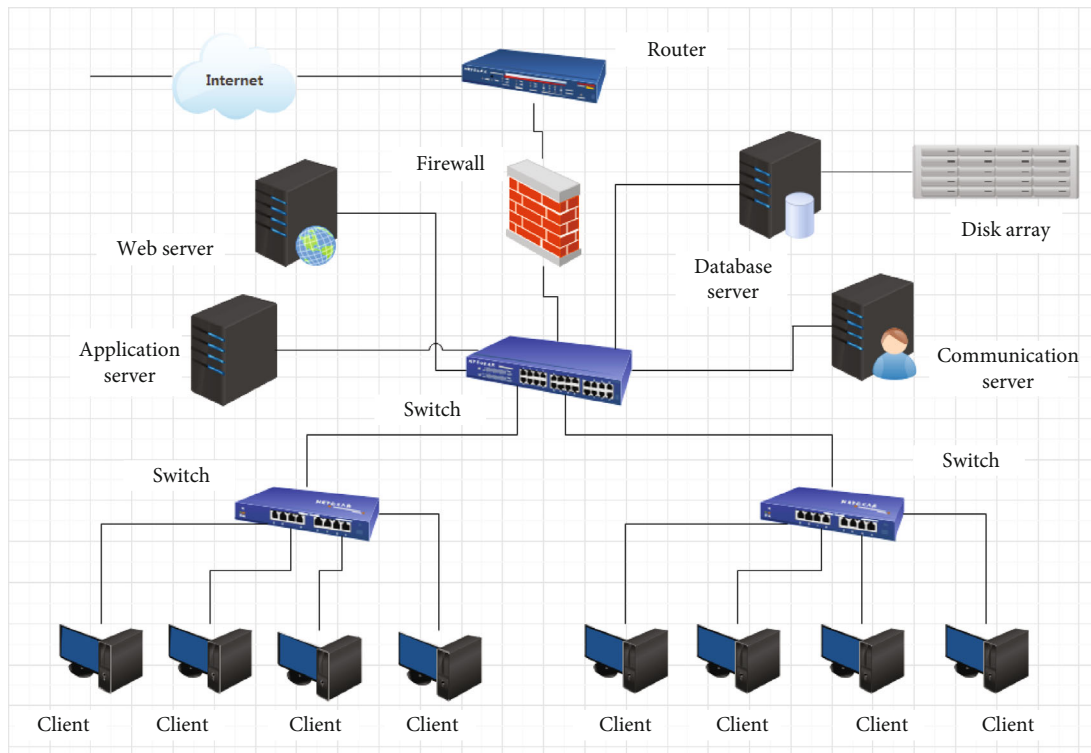 Router
Internet
Firewall
Web server
Disk array
Database
server
Application
server
Communication
server
Switch
Switch
Switch
NETGEAR
Client
Client
Client
Client
Client
Client
Client
Client